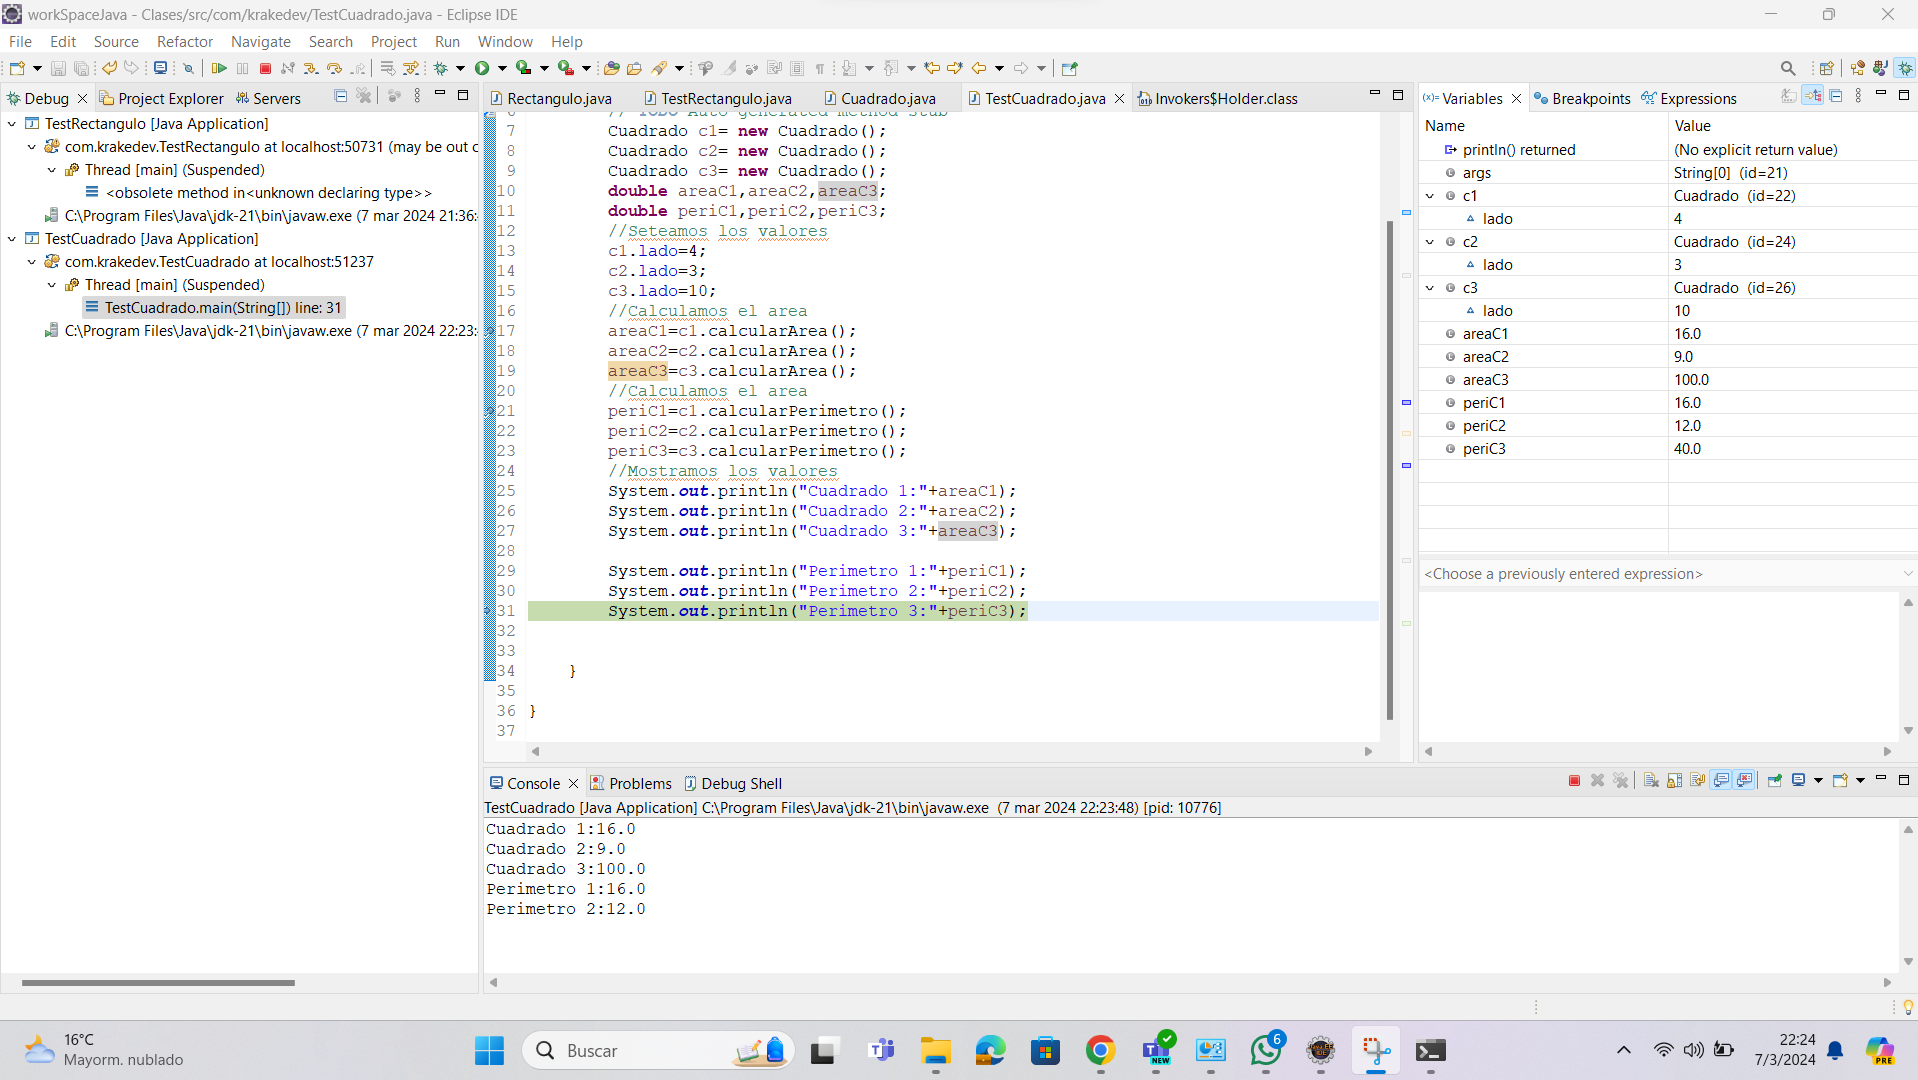 workSpaceJava - Clases/src/com/krakedev/TestCuadrado.java - Eclipse IDE
File Edit Source Refactor Navigate Search Project Run Window Help
Debug Project Explorer Servers
TestRectangulo [Java Application]
com.krakedev.TestRectangulo at localhost:50731 (may be out o
Thread [main] (Suspended)
<obsolete method in<unknown declaring type>>
C:\Program Files\Java\jdk-21\bin\javaw.exe (7 mar 2024 21:36:
TestCuadrado [Java Application]
com.krakedev.TestCuadrado at localhost:51237
Thread [main] (Suspended)
TestCuadrado.main(String[]) line: 31
C:\Program Files\Java\jdk-21\bin\javaw.exe (7 mar 2024 22:23:
Rectangulo.java TestRectangulo.java Cuadrado.java TestCuadrado.java Invokers$Holder.class
6 // TODO Auto-generated method stub
7 Cuadrado c1= new Cuadrado();
8 Cuadrado c2= new Cuadrado();
9 Cuadrado c3= new Cuadrado();
10 double areaC1,areaC2,areaC3;
11 double periC1,periC2,periC3;
12 //Seteamos los valores
13 c1.lado=4;
14 c2.lado=3;
15 c3.lado=10;
16 //Calculamos el area
17 areaC1=c1.calcularArea();
18 areaC2=c2.calcularArea();
19 areaC3=c3.calcularArea();
20 //Calculamos el area
21 periC1=c1.calcularPerimetro();
22 periC2=c2.calcularPerimetro();
23 periC3=c3.calcularPerimetro();
24 //Mostramos los valores
25 System.out.println("Cuadrado 1:"+areaC1);
26 System.out.println("Cuadrado 2:"+areaC2);
27 System.out.println("Cuadrado 3:"+areaC3);
28
29 System.out.println("Perimetro 1:"+periC1);
30 System.out.println("Perimetro 2:"+periC2);
31 System.out.println("Perimetro 3:"+periC3);
32
33
34 }
35
36 }
37
Variables Breakpoints Expressions
Name Value
println() returned (No explicit return value)
args String[0] (id=21)
c1 Cuadrado (id=22)
lado 4
c2 Cuadrado (id=24)
lado 3
c3 Cuadrado (id=26)
lado 10
areaC1 16.0
areaC2 9.0
areaC3 100.0
periC1 16.0
periC2 12.0
periC3 40.0
<Choose a previously entered expression>
Console Problems Debug Shell
TestCuadrado [Java Application] C:\Program Files\Java\jdk-21\bin\javaw.exe (7 mar 2024 22:23:48) [pid: 10776]
Cuadrado 1:16.0
Cuadrado 2:9.0
Cuadrado 3:100.0
Perimetro 1:16.0
Perimetro 2:12.0
16°C
Mayorm. nublado
Buscar
NEW
6
22:24
7/3/2024
PRE